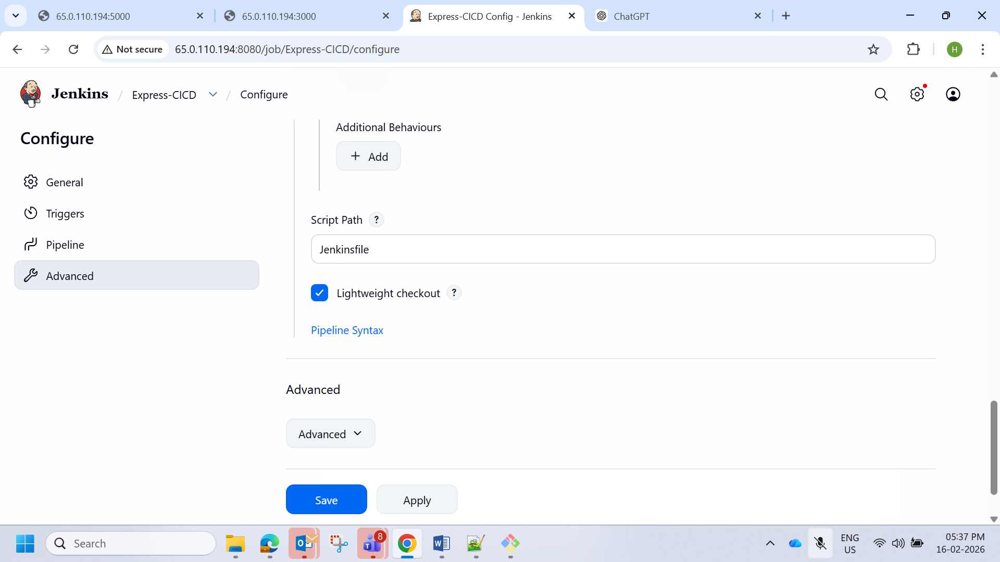 65.0.110.194:5000
65.0.110.194:3000
Express-CICD Config - Jenkins
ChatGPT
Not secure
65.0.110.194:8080/job/Express-CICD/configure
H
Jenkins / Express-CICD / Configure
Configure
General
Triggers
Pipeline
Advanced
Additional Behaviours
+ Add
Script Path ?
Jenkinsfile
Lightweight checkout ?
Pipeline Syntax
Advanced
Advanced
Save
Apply
Search
8
ENG
US
05:37 PM
16-02-2026